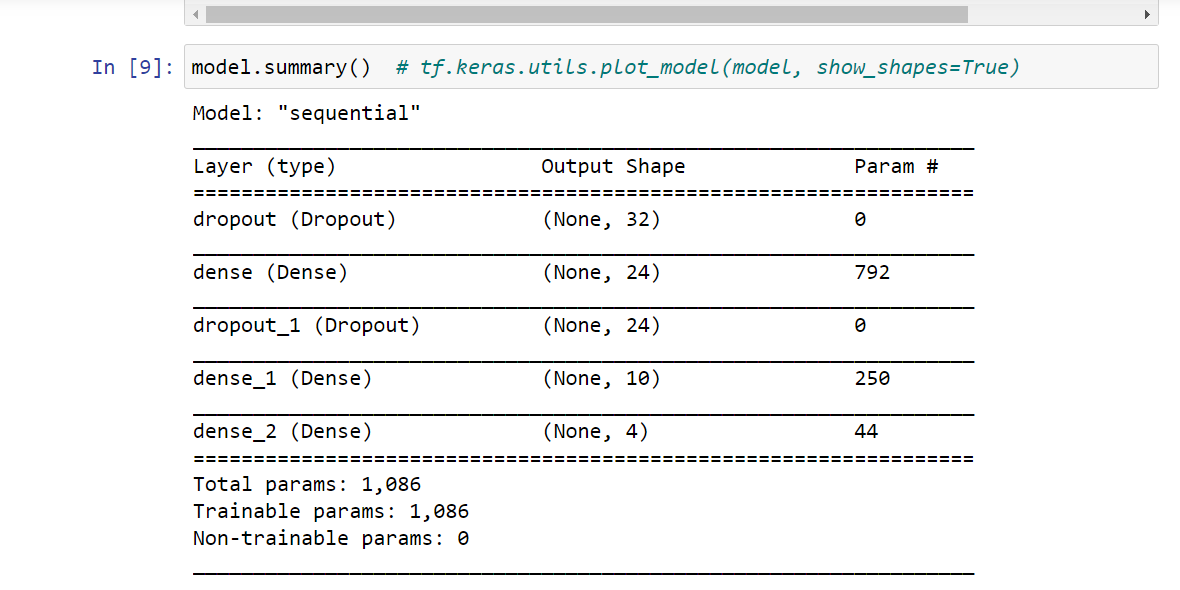 In [9]: model.summary()  # tf.keras.utils.plot_model(model, show_shapes=True)
Model: "sequential"
_________________________________________________________________
Layer (type)                 Output Shape              Param #
=================================================================
dropout (Dropout)            (None, 32)                0
_________________________________________________________________
dense (Dense)                (None, 24)                792
_________________________________________________________________
dropout_1 (Dropout)          (None, 24)                0
_________________________________________________________________
dense_1 (Dense)              (None, 10)                250
_________________________________________________________________
dense_2 (Dense)              (None, 4)                 44
=================================================================
Total params: 1,086
Trainable params: 1,086
Non-trainable params: 0
_________________________________________________________________